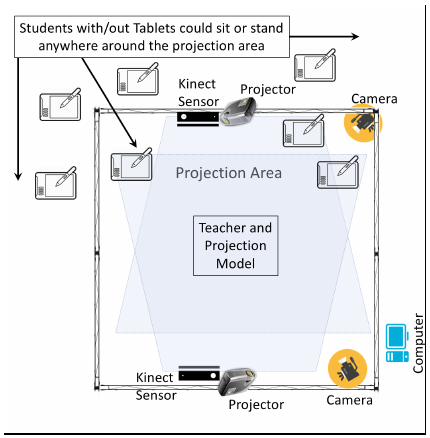 Students with/out Tablets could sit or stand
anywhere around the projection area
Kinect
Sensor
Projector
Camera
Projection Area
Teacher and
Projection
Model
Computer
Kinect
Sensor
Projector
Camera